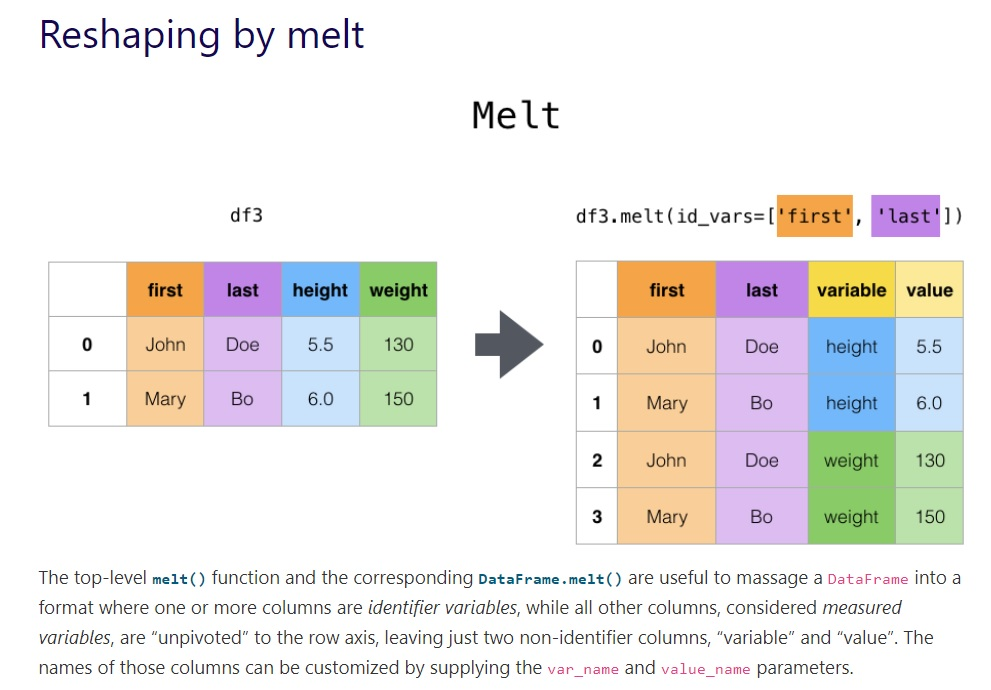 Reshaping by melt
Melt
df3
first last height weight
0 John Doe 5.5 130
1 Mary Bo 6.0 150
df3.melt(id_vars=['first', 'last'])
first last variable value
0 John Doe height 5.5
1 Mary Bo height 6.0
2 John Doe weight 130
3 Mary Bo weight 150
The top-level melt() function and the corresponding DataFrame.melt() are useful to massage a DataFrame into a
format where one or more columns are identifier variables, while all other columns, considered measured
variables, are “unpivoted” to the row axis, leaving just two non-identifier columns, “variable” and “value”. The
names of those columns can be customized by supplying the var_name and value_name parameters.